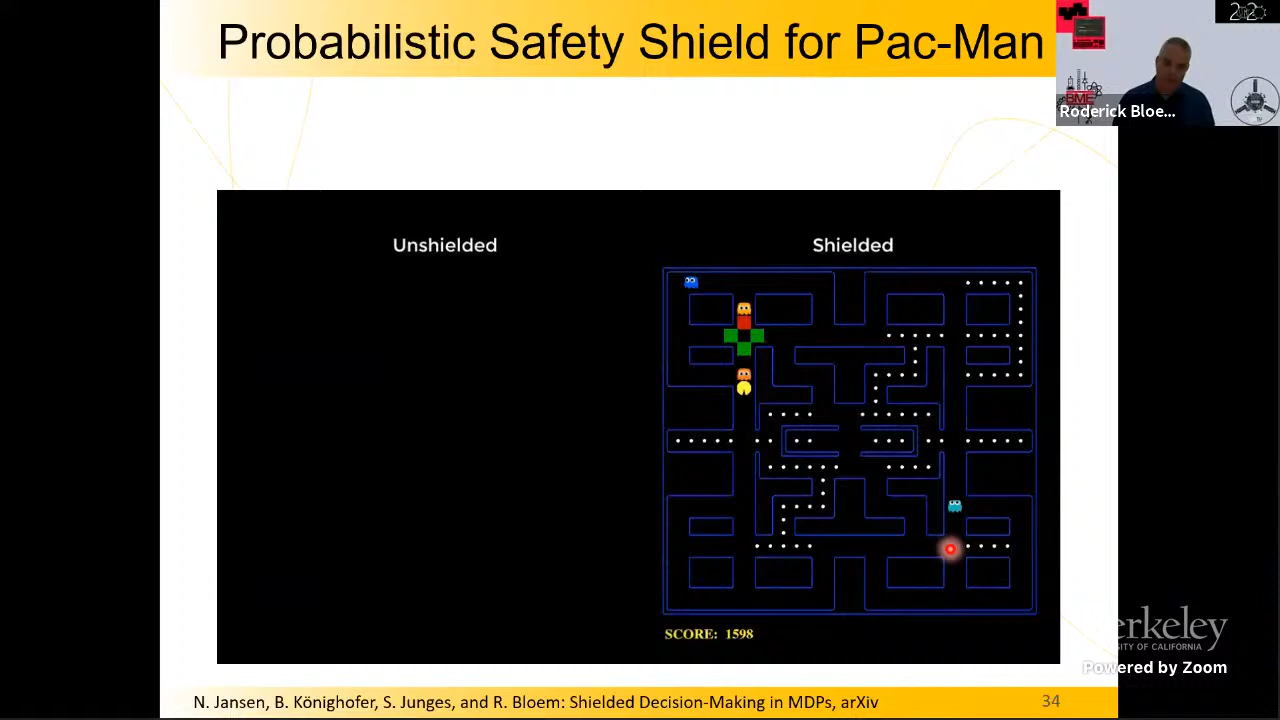 Probabilistic Safety Shield for Pac-Man
Roderick Bloe...
Unshielded
Shielded
SCORE: 1598
Powered by Zoom
N. Jansen, B. Könighofer, S. Junges, and R. Bloem: Shielded Decision-Making in MDPs, arXiv
34